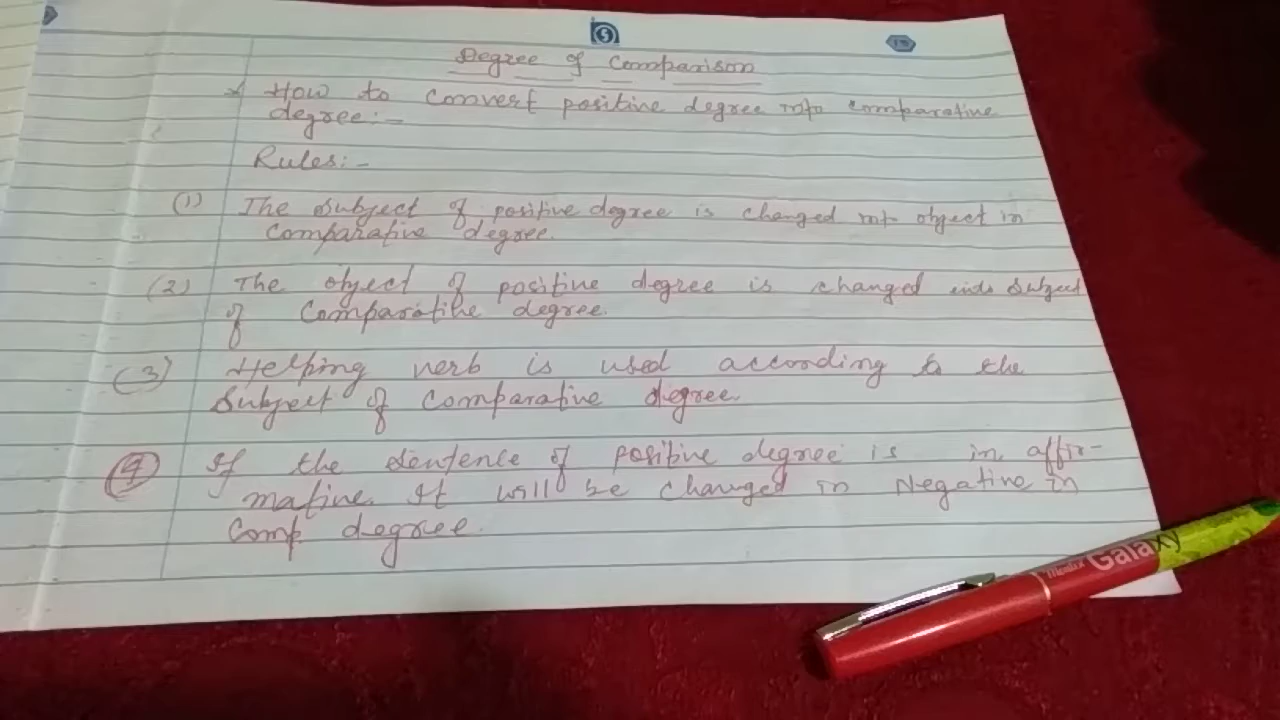 Degree of Comparison
* How to convert positive degree into comparative
degree:-
Rules:-
(1) The subject of positive degree is changed into object in
comparative degree.
(2) The object of positive degree is changed into Subject
of Comparative degree.
(3) Helping verb is used according to the
Subject of comparative degree.
(4) If the sentence of positive degree is in affir-
mative. It will be changed in Negative in
Comp. degree.
Galaxy